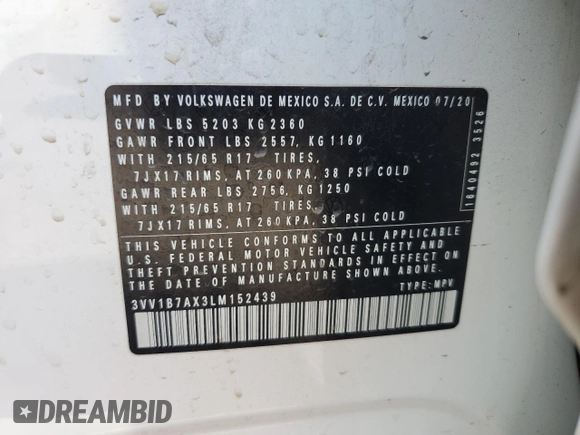 MFD BY VOLKSWAGEN DE MEXICO S.A. DE C.V. MEXICO 07/20
GVWR LBS 5203 KG 2360
GAWR FRONT LBS 2557, KG 1160
WITH 215/65 R17 TIRES,
7JX17 RIMS, AT 260 KPA, 38 PSI COLD
GAWR REAR LBS 2756, KG 1250
WITH 215/65 R17 TIRES,
7JX17 RIMS, AT 260 KPA, 38 PSI COLD
THIS VEHICLE CONFORMS TO ALL APPLICABLE
U.S. FEDERAL MOTOR VEHICLE SAFETY AND
THEFT PREVENTION STANDARDS IN EFFECT ON
THE DATE OF MANUFACTURE SHOWN ABOVE.
3VV1B7AX3LM152439
TYPE: MPV
1640492 3526
DREAMBID